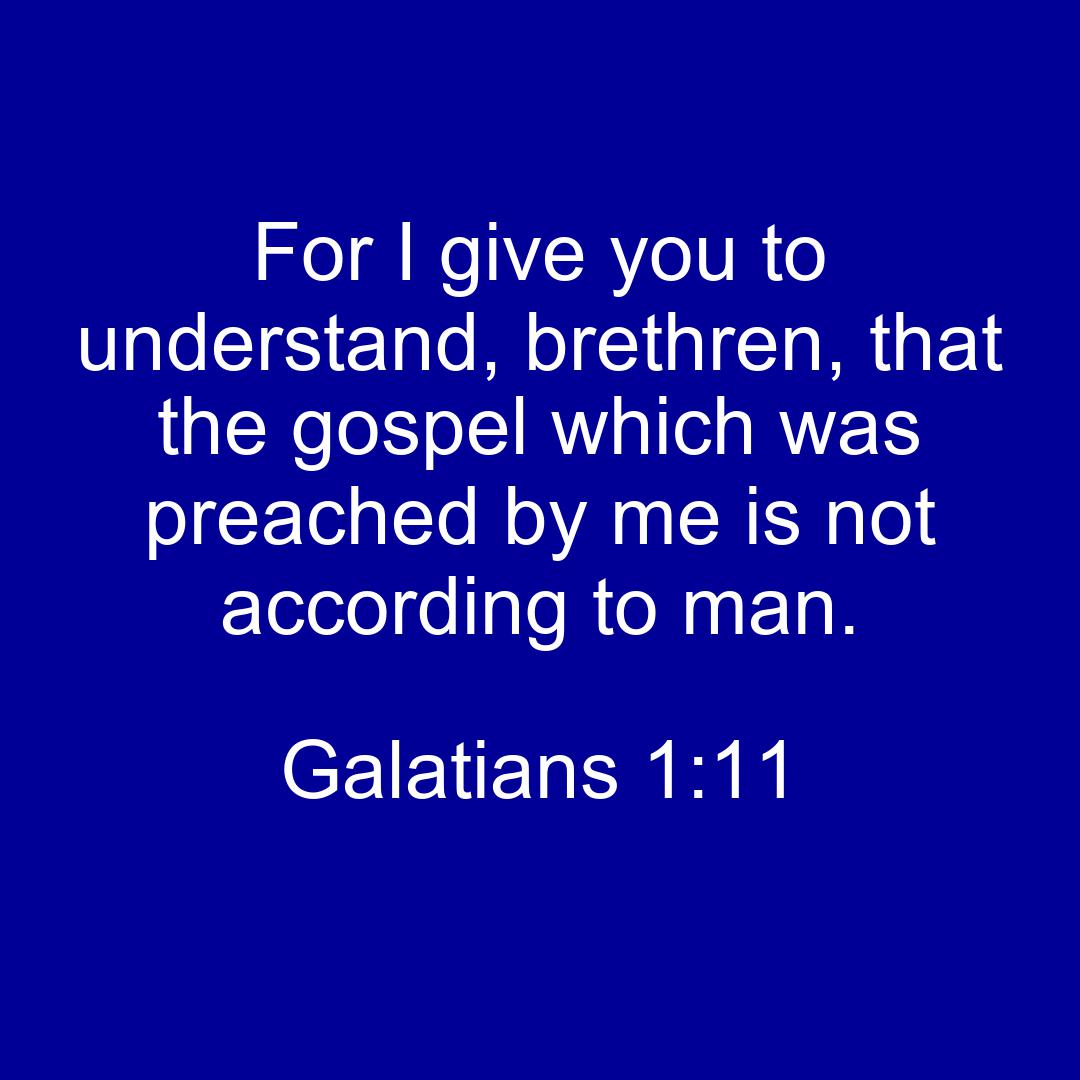 For I give you to
understand, brethren, that
the gospel which was
preached by me is not
according to man.
Galatians 1:11